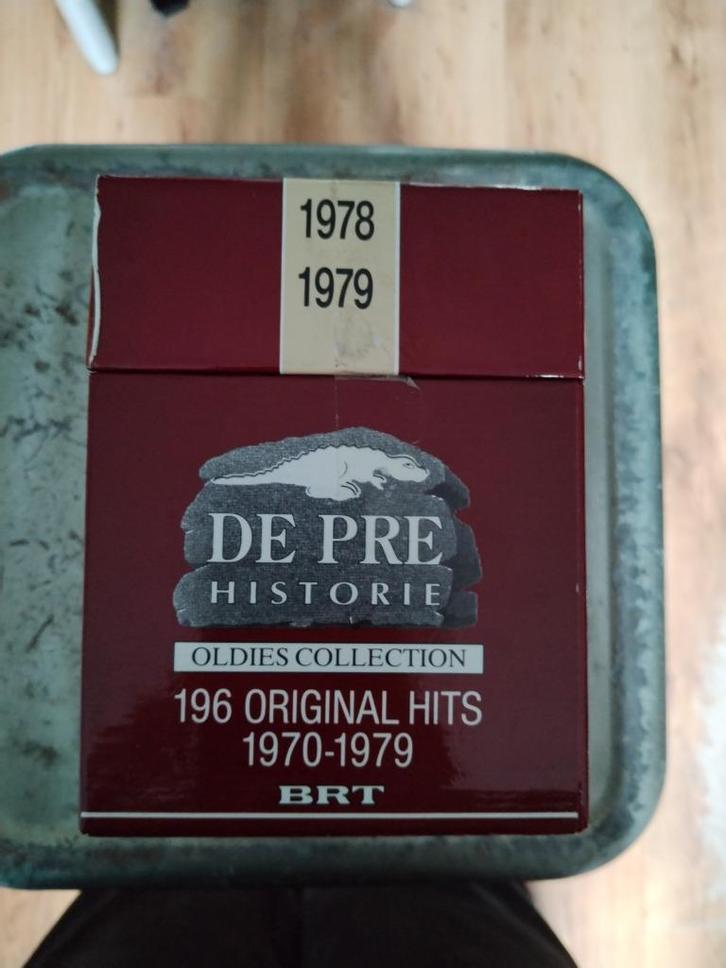 1978
1979
DE PRE
HISTORIE
OLDIES COLLECTION
196 ORIGINAL HITS
1970-1979
BRT